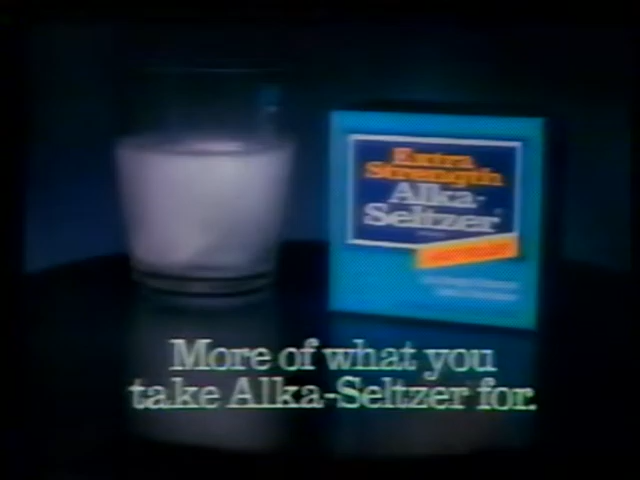 Extra
Strength
Alka-
Seltzer
More of what you
take Alka-Seltzer for.